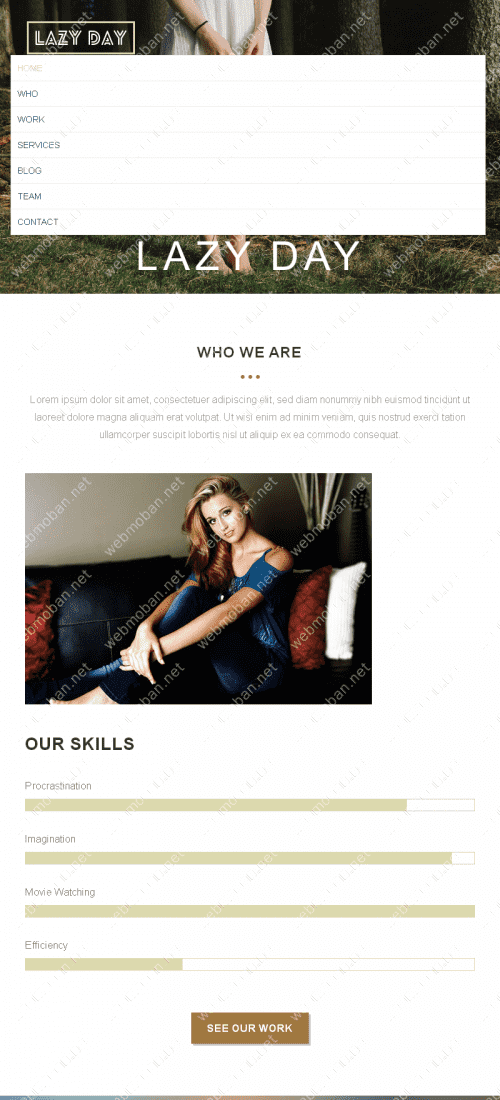 LAZY DAY
HOME
WHO
WORK
SERVICES
BLOG
TEAM
CONTACT
LAZY DAY
WHO WE ARE
Lorem ipsum dolor sit amet, consectetuer adipiscing elit, sed diam nonummy nibh euismod tincidunt ut
laoreet dolore magna aliquam erat volutpat. Ut wisi enim ad minim veniam, quis nostrud exerci tation
ullamcorper suscipit lobortis nisl ut aliquip ex ea commodo consequat.
webmoban.net
OUR SKILLS
Procrastination
Imagination
Movie Watching
Efficiency
SEE OUR WORK